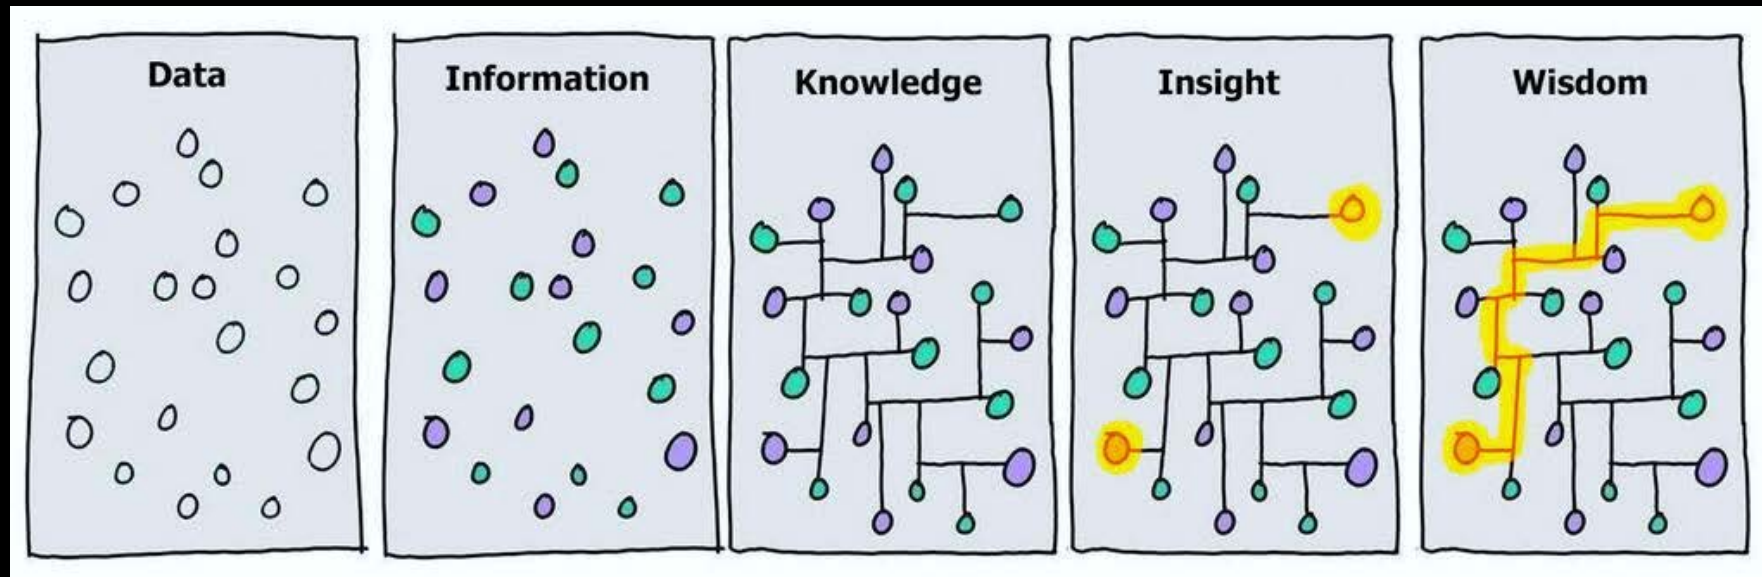 Data
Information
Knowledge
Insight
Wisdom